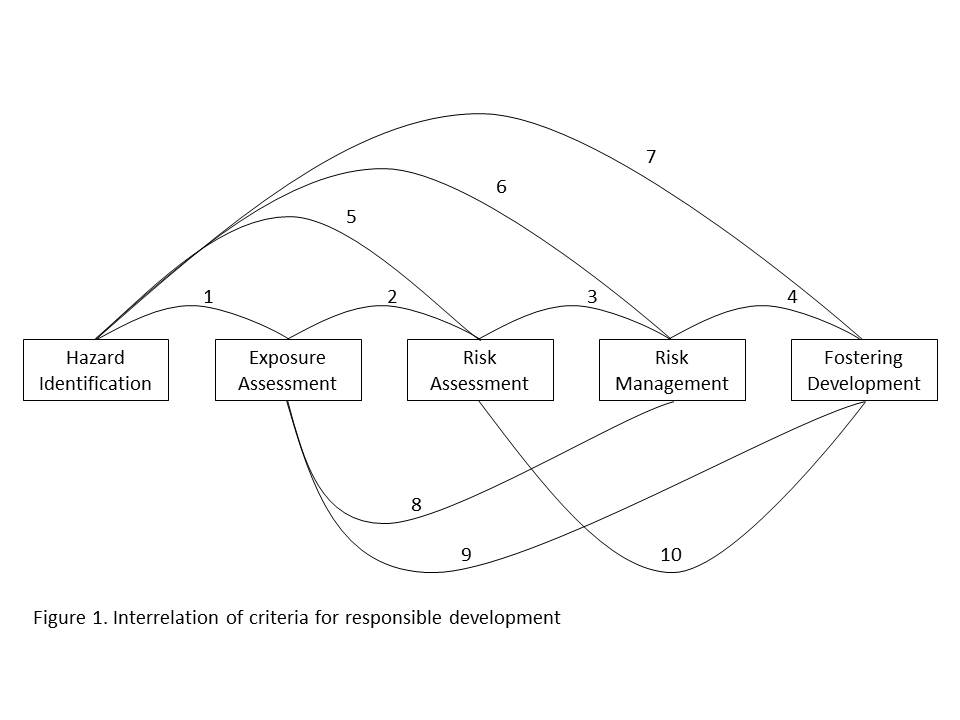 7
6
5
1
2
3
4
Hazard
Identification
Exposure
Assessment
Risk
Assessment
Risk
Management
Fostering
Development
8
9
10
Figure 1. Interrelation of criteria for responsible development